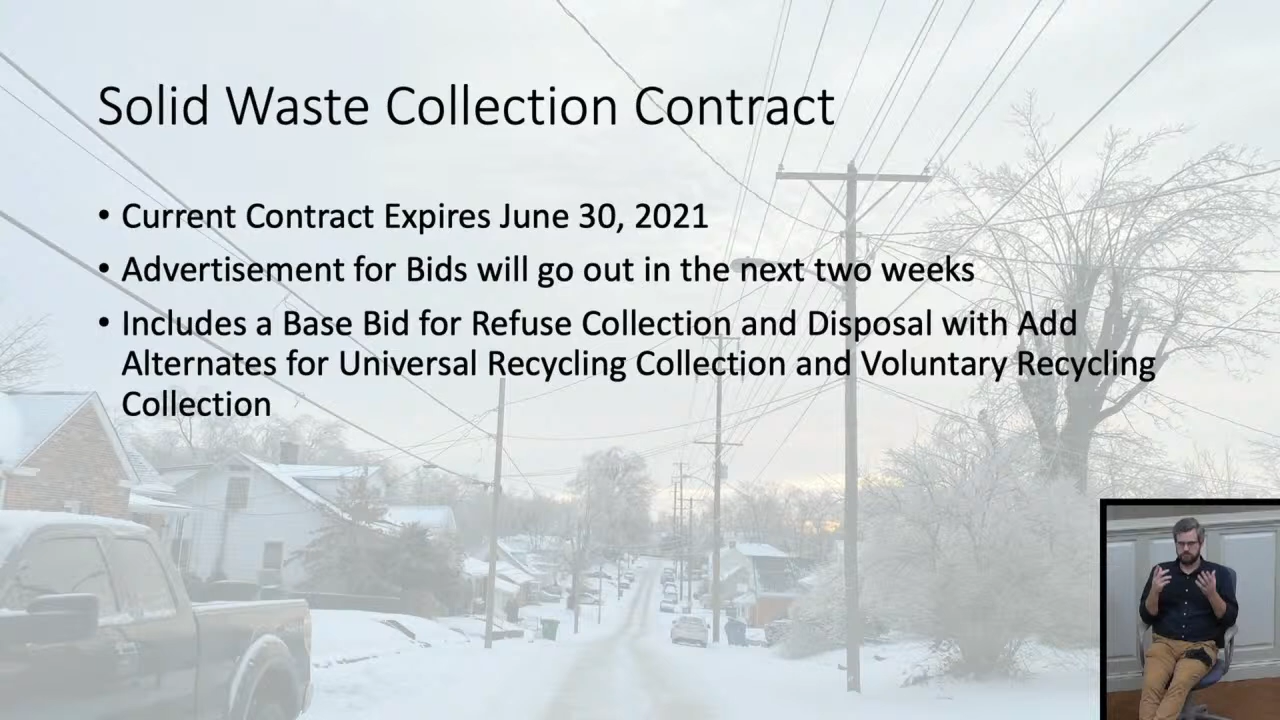 Solid Waste Collection Contract
• Current Contract Expires June 30, 2021
• Advertisement for Bids will go out in the next two weeks
• Includes a Base Bid for Refuse Collection and Disposal with Add
Alternates for Universal Recycling Collection and Voluntary Recycling
Collection